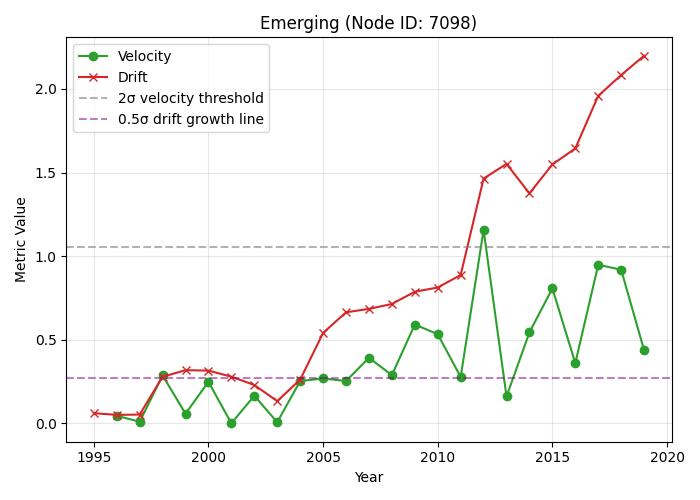 Emerging (Node ID: 7098)
Velocity
Drift
2σ velocity threshold
0.5σ drift growth line
Metric Value
2.0
1.5
1.0
0.5
0.0
1995 2000 2005 2010 2015 2020
Year